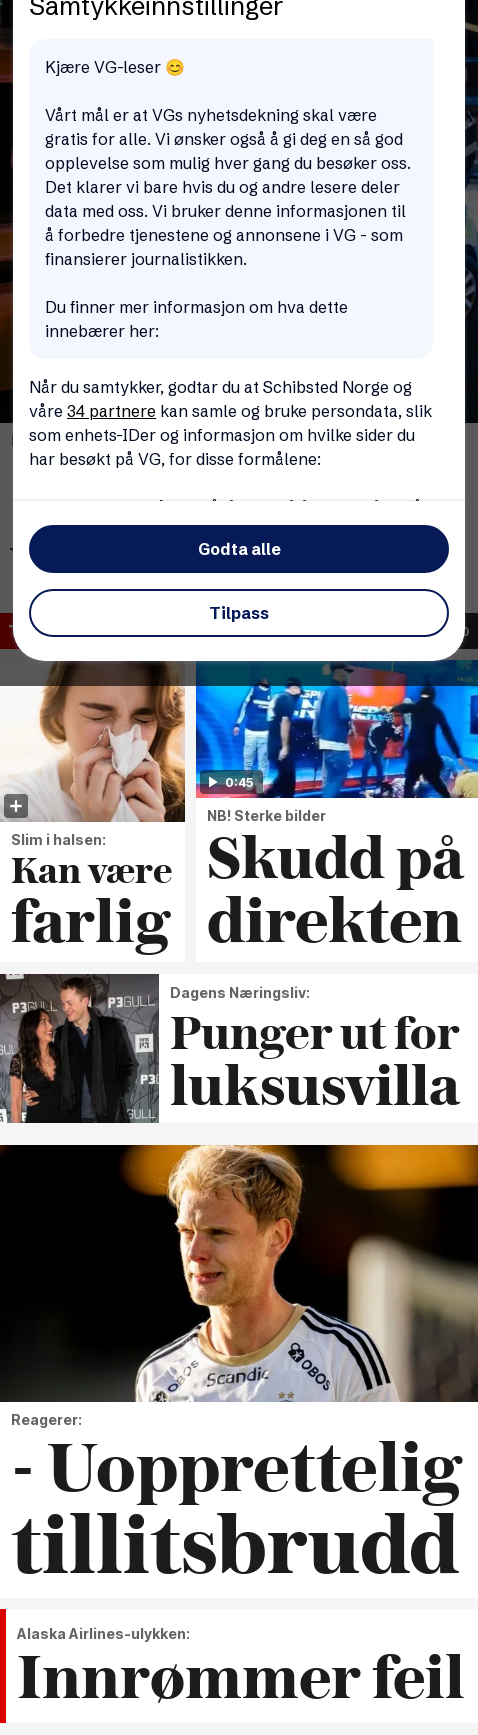 Samtykkeinnstillinger
Kjære VG-leser 😊
Vårt mål er at VGs nyhetsdekning skal være
gratis for alle. Vi ønsker også å gi deg en så god
opplevelse som mulig hver gang du besøker oss.
Det klarer vi bare hvis du og andre lesere deler
data med oss. Vi bruker denne informasjonen til
å forbedre tjenestene og annonsene i VG - som
finansierer journalistikken.
Du finner mer informasjon om hva dette
innebærer her:
Når du samtykker, godtar du at Schibsted Norge og
våre 34 partnere kan samle og bruke persondata, slik
som enhets-IDer og informasjon om hvilke sider du
har besøkt på VG, for disse formålene:
Godta alle
Tilpass
0:45
Slim i halsen:
Kan være
farlig
NB! Sterke bilder
Skudd på
direkten
P3GULL
P3GULL
Dagens Næringsliv:
Punger ut for
luksusvilla
OBOS
Scandic
OBOS
Reagerer:
- Uopprettelig
tillitsbrudd
Alaska Airlines-ulykken:
Innrømmer feil